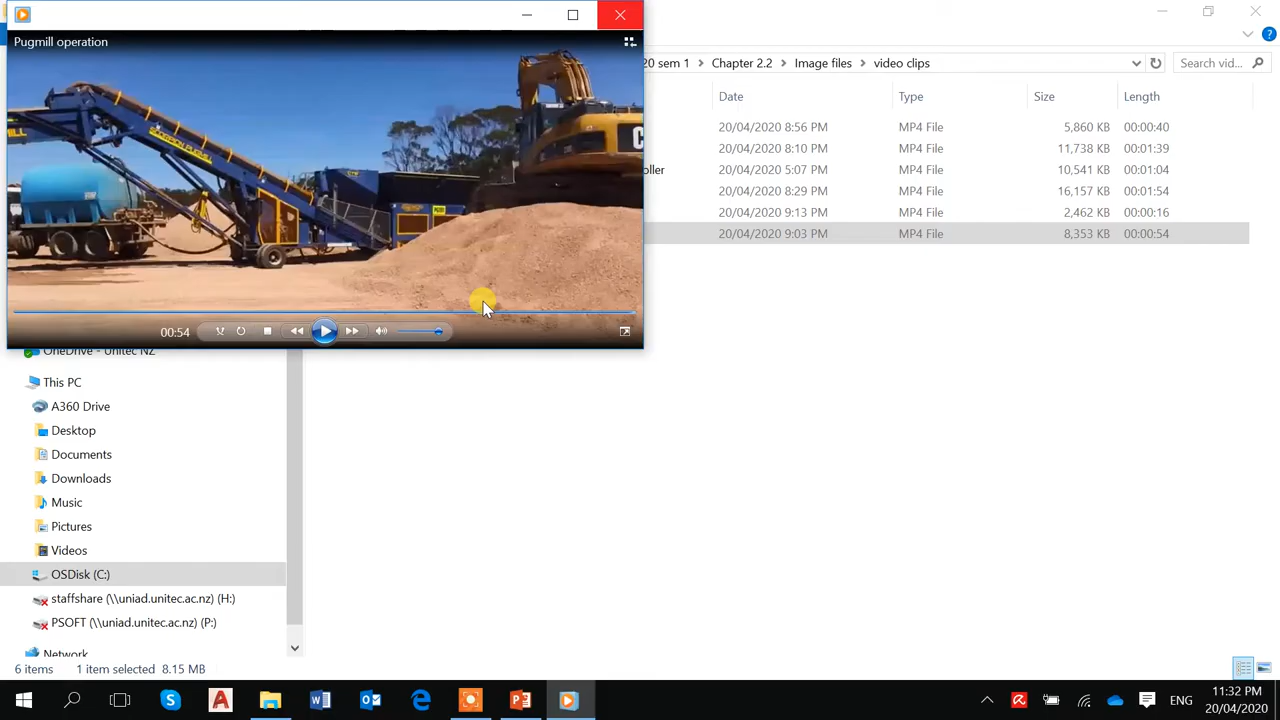 Pugmill operation
00:54
20 sem 1 > Chapter 2.2 > Image files > video clips
Search vid...
Date Type Size Length
20/04/2020 8:56 PM MP4 File 5,860 KB 00:00:40
20/04/2020 8:10 PM MP4 File 11,738 KB 00:01:39
oller 20/04/2020 5:07 PM MP4 File 10,541 KB 00:01:04
20/04/2020 8:29 PM MP4 File 16,157 KB 00:01:54
20/04/2020 9:13 PM MP4 File 2,462 KB 00:00:16
20/04/2020 9:03 PM MP4 File 8,353 KB 00:00:54
OneDrive - Unitec NZ
This PC
A360 Drive
Desktop
Documents
Downloads
Music
Pictures
Videos
OSDisk (C:)
staffshare (\\uniad.unitec.ac.nz) (H:)
PSOFT (\\uniad.unitec.ac.nz) (P:)
Network
6 items 1 item selected 8.15 MB
ENG
11:32 PM
20/04/2020